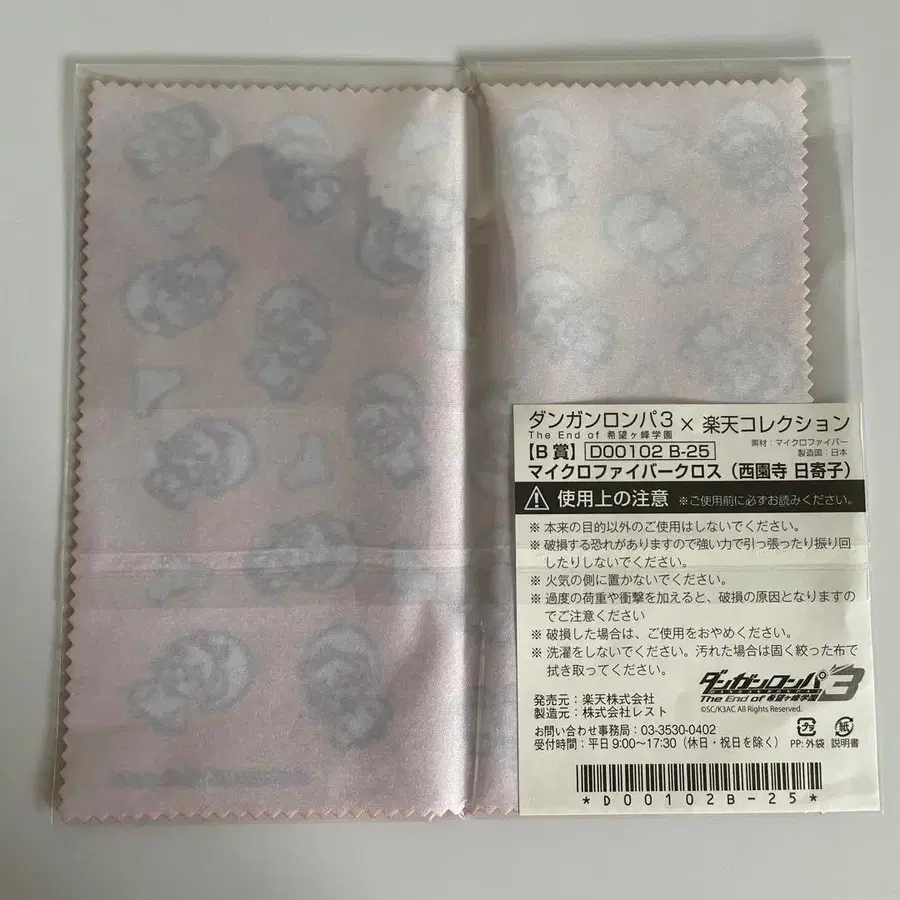 ダンガンロンパ3 × 楽天コレクション
The End of 希望ヶ峰学園
素材：マイクロファイバー
製造国：日本
【B 賞】 D00102 B-25
マイクロファイバークロス（西園寺 日寄子）
使用上の注意 ※ご使用前に必ずお読みください。
※ 本来の目的以外のご使用はしないでください。
※ 破損する恐れがありますので強い力で引っ張ったり振り回
したりしないでください。
※ 火気の側に置かないでください。
※ 過度の荷重や衝撃を加えると、破損の原因となりますの
でご注意ください
※ 破損した場合は、ご使用をおやめください。
※ 洗濯をしないでください。汚れた場合は固く絞った布で
拭き取ってください。
ダンガンロンパ3
The End of 希望ヶ峰学園
©SC/K3AC All Rights Reserved.
発売元：楽天株式会社
製造元：株式会社レスト
お問い合わせ事務局：03-3530-0402
受付時間：平日 9:00～17:30（休日・祝日を除く）
プラ 紙
PP: 外袋 説明書
*D00102B-25*